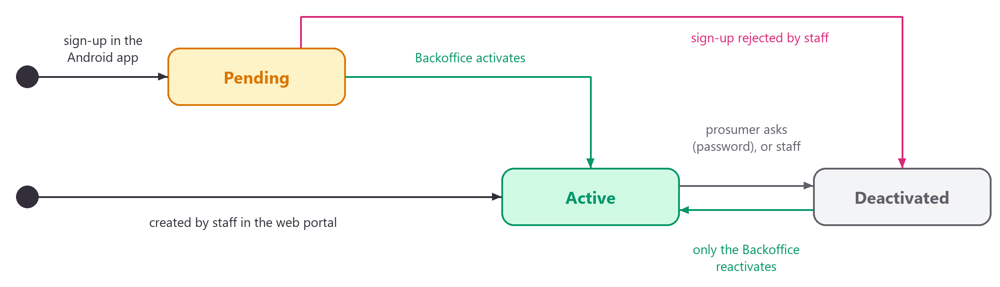 sign-up in the
Android app
Pending
Backoffice activates
sign-up rejected by staff
prosumer asks
(password), or staff
Active
Deactivated
created by staff in the web portal
only the Backoffice
reactivates